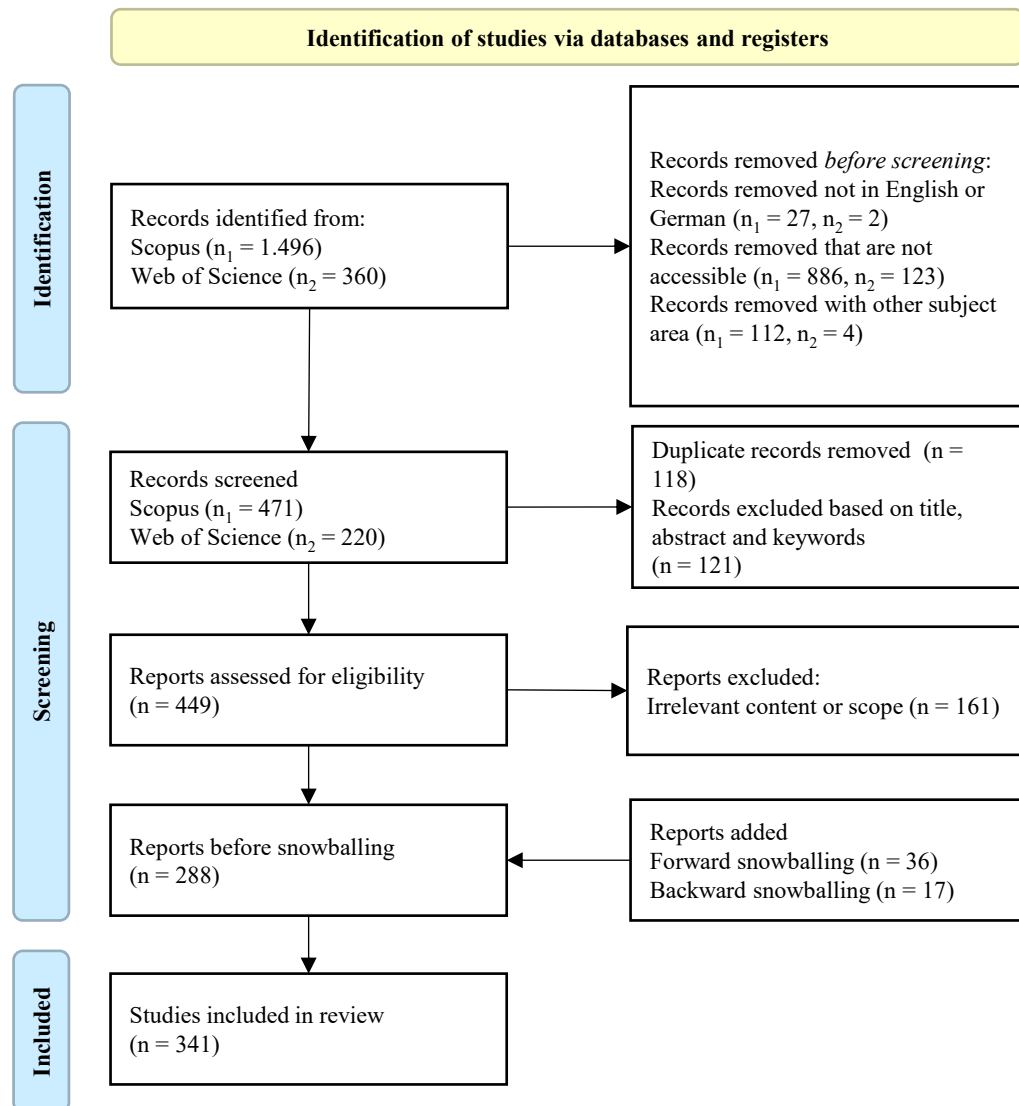 Identification of studies via databases and registers
Identification
Records identified from:
Scopus (n₁ = 1.496)
Web of Science (n₂ = 360)
Records removed before screening:
Records removed not in English or
German (n₁ = 27, n₂ = 2)
Records removed that are not
accessible (n₁ = 886, n₂ = 123)
Records removed with other subject
area (n₁ = 112, n₂ = 4)
Screening
Records screened
Scopus (n₁ = 471)
Web of Science (n₂ = 220)
Duplicate records removed (n =
118)
Records excluded based on title,
abstract and keywords
(n = 121)
Reports assessed for eligibility
(n = 449)
Reports excluded:
Irrelevant content or scope (n = 161)
Reports before snowballing
(n = 288)
Reports added
Forward snowballing (n = 36)
Backward snowballing (n = 17)
Included
Studies included in review
(n = 341)